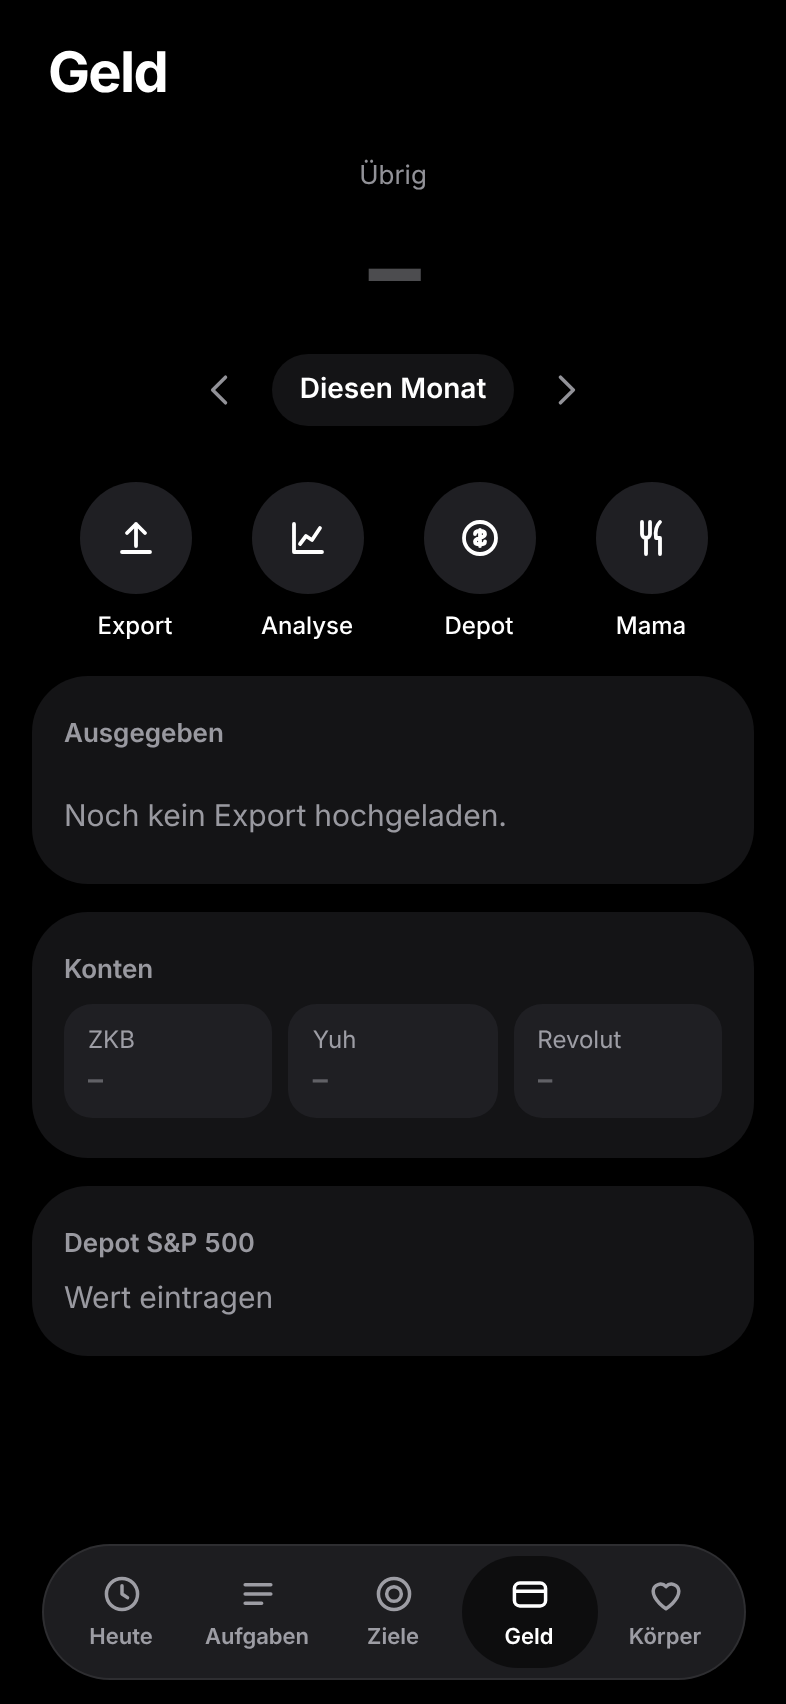 Geld
Übrig
–
Diesen Monat
Export Analyse Depot Mama
Ausgegeben
Noch kein Export hochgeladen.
Konten
ZKB Yuh Revolut
– – –
Depot S&P 500
Wert eintragen
Heute Aufgaben Ziele Geld Körper